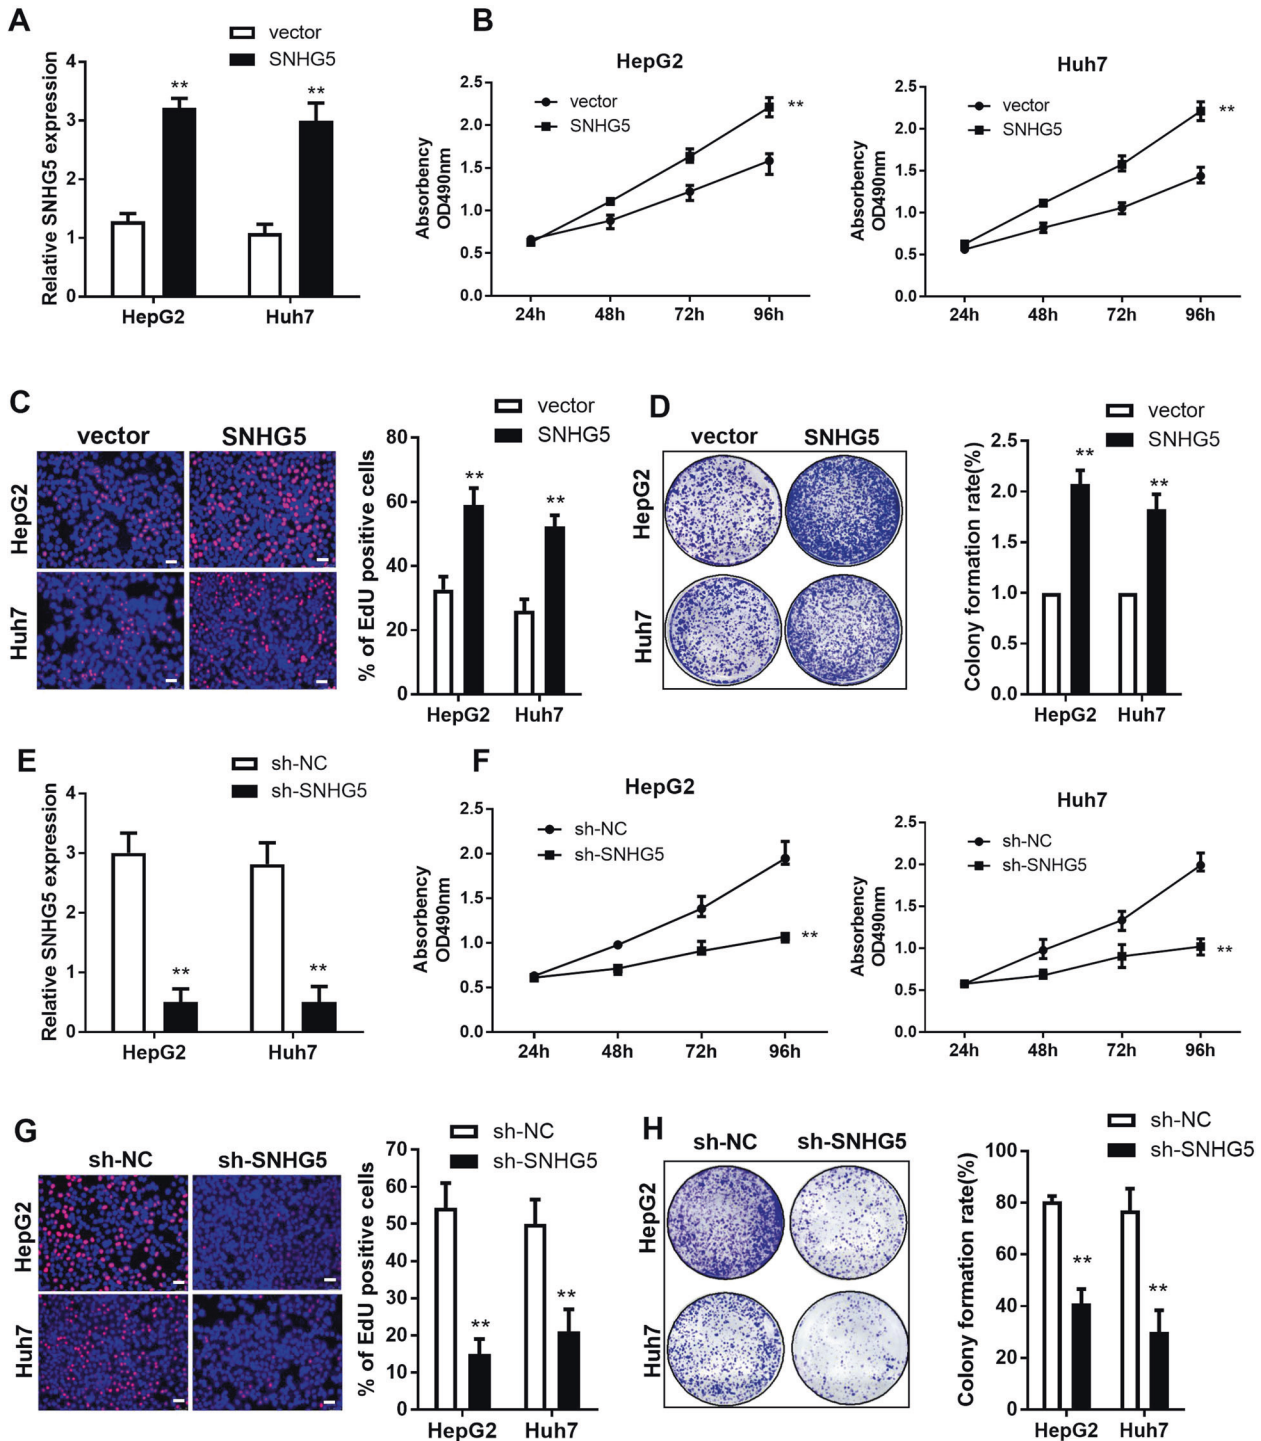 A
vector
SNHG5
Relative SNHG5 expression
4
3
2
1
0
**
**
HepG2
Huh7
B
HepG2
vector
SNHG5
Absorbency
OD490nm
2.5
2.0
1.5
1.0
0.5
0.0
**
24h
48h
72h
96h
Huh7
vector
SNHG5
Absorbency
OD490nm
2.5
2.0
1.5
1.0
0.5
0.0
**
24h
48h
72h
96h
C
vector
SNHG5
HepG2
Huh7
vector
SNHG5
% of EdU positive cells
80
60
40
20
0
**
**
HepG2
Huh7
D
vector
SNHG5
HepG2
Huh7
vector
SNHG5
Colony formation rate(%)
2.5
2.0
1.5
1.0
0.5
0.0
**
**
HepG2
Huh7
E
sh-NC
sh-SNHG5
Relative SNHG5 expression
4
3
2
1
0
**
**
HepG2
Huh7
F
HepG2
sh-NC
sh-SNHG5
Absorbency
OD490nm
2.5
2.0
1.5
1.0
0.5
0.0
**
24h
48h
72h
96h
Huh7
sh-NC
sh-SNHG5
Absorbency
OD490nm
2.5
2.0
1.5
1.0
0.5
0.0
**
24h
48h
72h
96h
G
sh-NC
sh-SNHG5
HepG2
Huh7
sh-NC
sh-SNHG5
% of EdU positive cells
70
60
50
40
30
20
10
0
**
**
HepG2
Huh7
H
sh-NC
sh-SNHG5
HepG2
Huh7
sh-NC
sh-SNHG5
Colony formation rate(%)
100
80
60
40
20
0
**
**
HepG2
Huh7